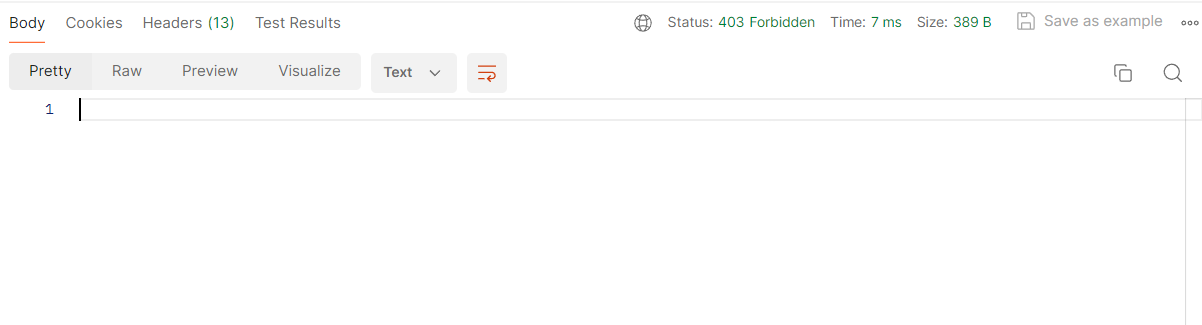 Body Cookies Headers (13) Test Results Status: 403 Forbidden Time: 7 ms Size: 389 B Save as example
Pretty Raw Preview Visualize Text
1